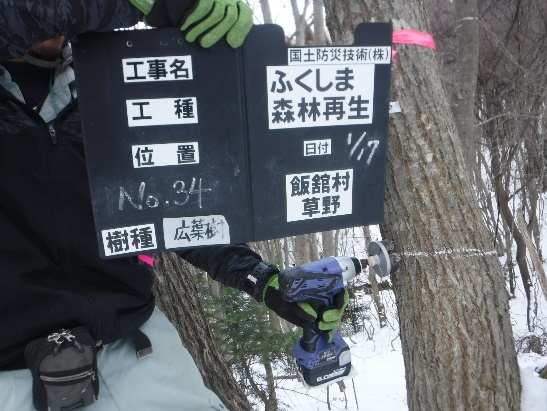 工事名
工種
位置
No.34
樹種 広葉樹
国土防災技術(株)
ふくしま
森林再生
日付 1/17
飯舘村
草野